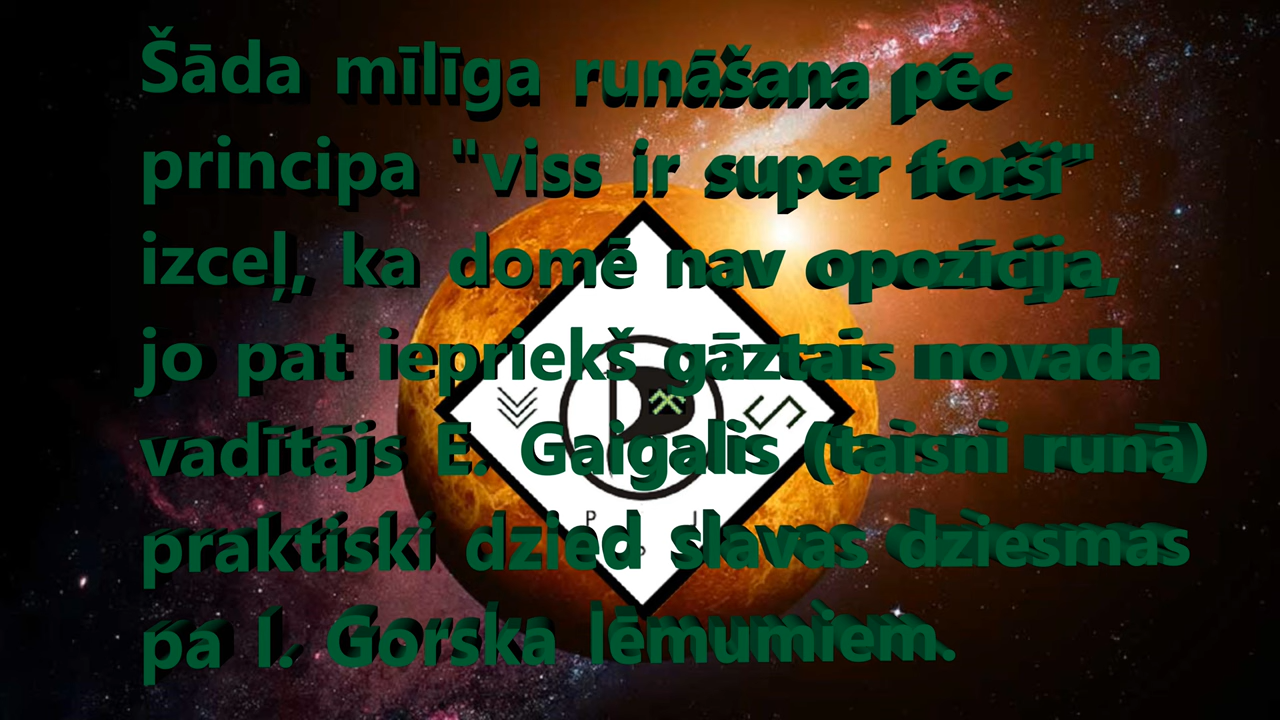 Šāda mīlīga runāšana pēc
principa "viss ir super forši"
izceļ, ka domē nav opozīcija,
jo pat iepriekš gāztais novada
vadītājs E. Gaigalis (taisni runā)
praktiski dzied slavas dziesmas
pa I. Gorska lēmumiem.